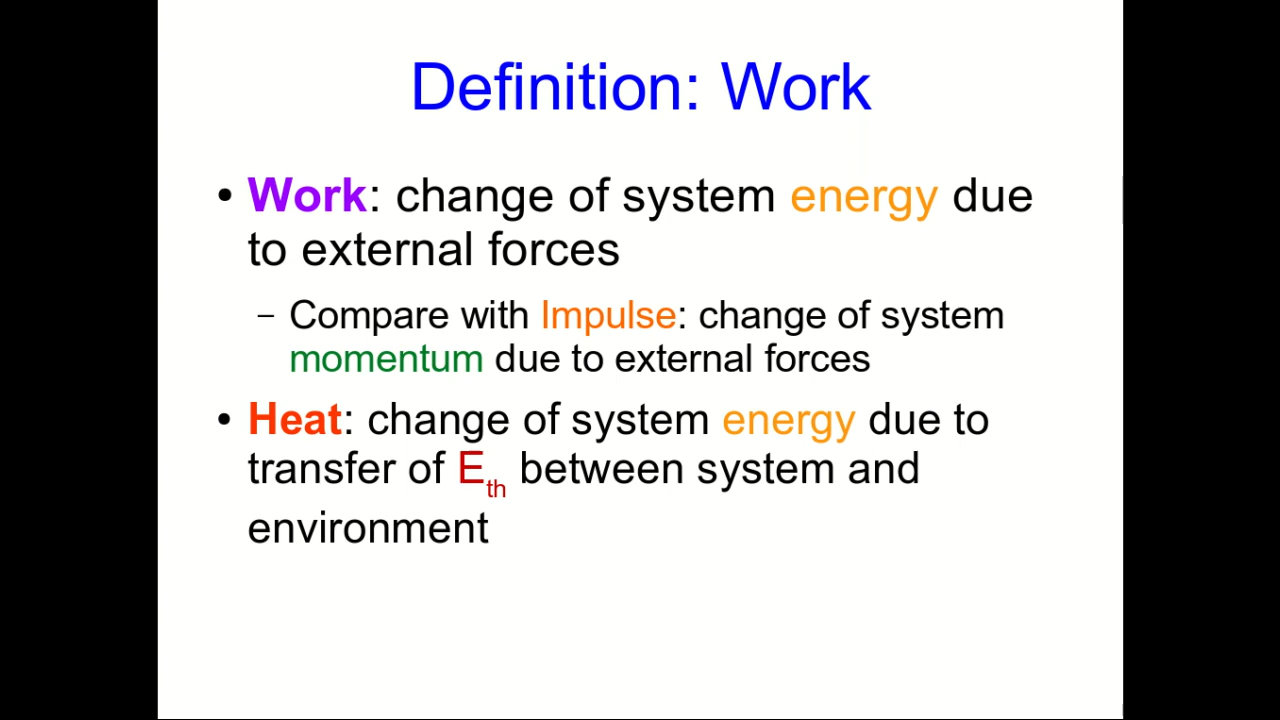 Definition: Work
• Work: change of system energy due
to external forces
– Compare with Impulse: change of system
momentum due to external forces
• Heat: change of system energy due to
transfer of Eth between system and
environment